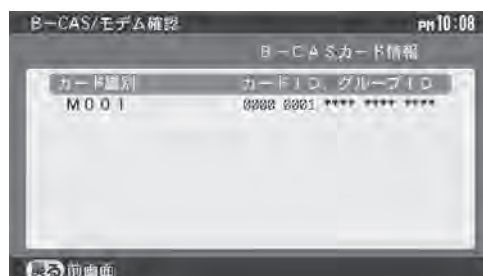 B-CAS/モデム確認 PM10:08
B-CASカード情報
カード識別 カードID、グループID
M001 0000 0001 **** **** ****
戻る 前画面